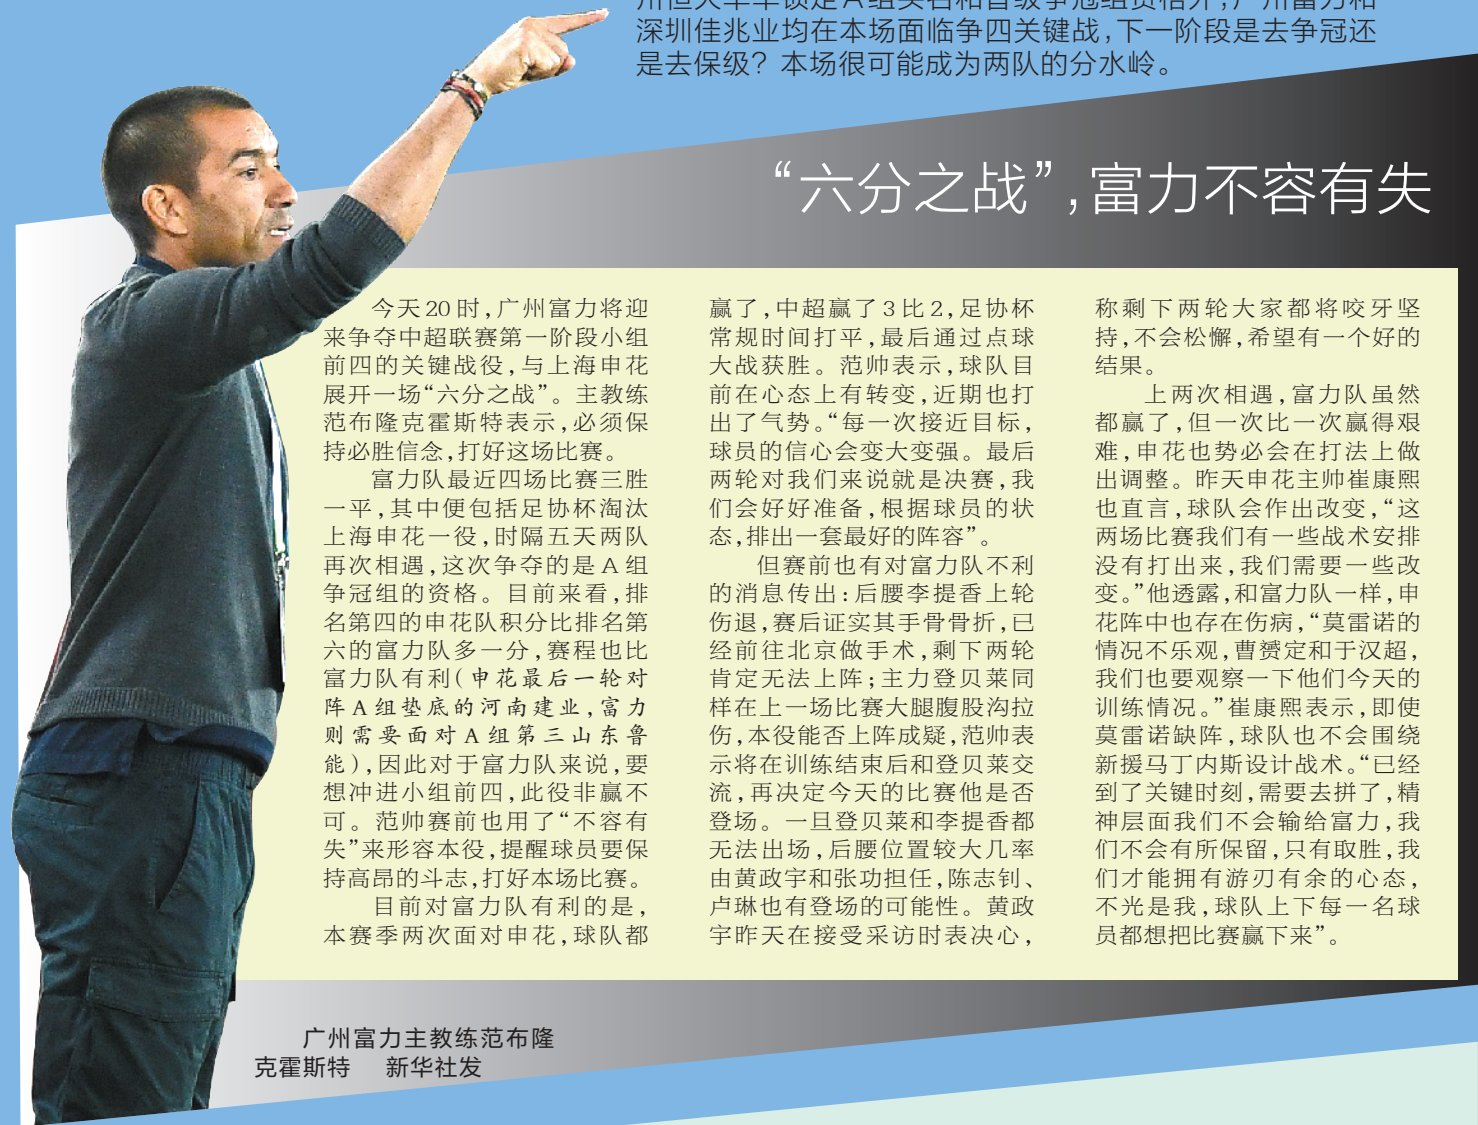 深圳佳兆业均在本场面临争四关键战，下一阶段是去争冠还
是去保级？本场很可能成为两队的分水岭。
“六分之战”，富力不容有失
今天20时，广州富力将迎
来争夺中超联赛第一阶段小组
前四的关键战役，与上海申花
展开一场“六分之战”。主教练
范布隆克霍斯特表示，必须保
持必胜信念，打好这场比赛。
富力队最近四场比赛三胜
一平，其中便包括足协杯淘汰
上海申花一役，时隔五天两队
再次相遇，这次争夺的是A组
争冠组的资格。目前来看，排
名第四的申花队积分比排名第
六的富力队多一分，赛程也比
富力队有利（申花最后一轮对
阵A组垫底的河南建业，富力
则需要面对A组第三山东鲁
能），因此对于富力队来说，要
想冲进小组前四，此役非赢不
可。范帅赛前也用了“不容有
失”来形容本役，提醒球员要保
持高昂的斗志，打好本场比赛。
目前对富力队有利的是，
本赛季两次面对申花，球队都
赢了，中超赢了3比2，足协杯
常规时间打平，最后通过点球
大战获胜。范帅表示，球队目
前在心态上有转变，近期也打
出了气势。“每一次接近目标，
球员的信心会变大变强。最后
两轮对我们来说就是决赛，我
们会好好准备，根据球员的状
态，排出一套最好的阵容”。
但赛前也有对富力队不利
的消息传出：后腰李提香上轮
伤退，赛后证实其手骨骨折，已
经前往北京做手术，剩下两轮
肯定无法上阵；主力登贝莱同
样在上一场比赛大腿腹股沟拉
伤，本役能否上阵成疑，范帅表
示将在训练结束后和登贝莱交
流，再决定今天的比赛他是否
登场。一旦登贝莱和李提香都
无法出场，后腰位置较大几率
由黄政宇和张功担任，陈志钊、
卢琳也有登场的可能性。黄政
宇昨天在接受采访时表决心，
称剩下两轮大家都将咬牙坚
持，不会松懈，希望有一个好的
结果。
上两次相遇，富力队虽然
都赢了，但一次比一次赢得艰
难，申花也势必会在打法上做
出调整。昨天申花主帅崔康熙
也直言，球队会作出改变，“这
两场比赛我们有一些战术安排
没有打出来，我们需要一些改
变。”他透露，和富力队一样，申
花阵中也存在伤病，“莫雷诺的
情况不乐观，曹赟定和于汉超，
我们也要观察一下他们今天的
训练情况。”崔康熙表示，即使
莫雷诺缺阵，球队也不会围绕
新援马丁内斯设计战术。“已经
到了关键时刻，需要去拼了，精
神层面我们不会输给富力，我
们不会有所保留，只有取胜，我
们才能拥有游刃有余的心态，
不光是我，球队上下每一名球
员都想把比赛赢下来”。
广州富力主教练范布隆
克霍斯特 新华社发